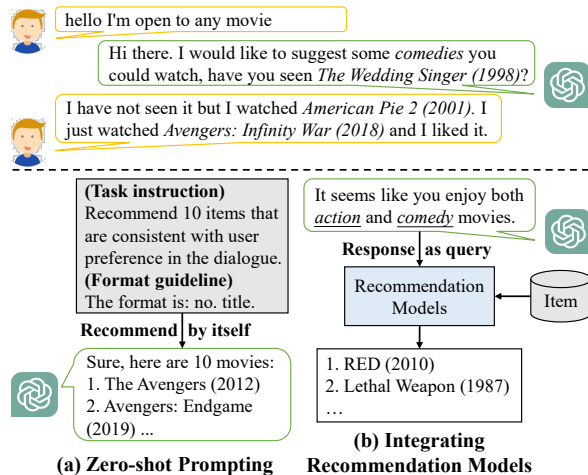 hello I'm open to any movie
Hi there. I would like to suggest some comedies you
could watch, have you seen The Wedding Singer (1998)?
I have not seen it but I watched American Pie 2 (2001). I
just watched Avengers: Infinity War (2018) and I liked it.
(Task instruction)
Recommend 10 items that
are consistent with user
preference in the dialogue.
(Format guideline)
The format is: no. title.
Recommend by itself
Sure, here are 10 movies:
1. The Avengers (2012)
2. Avengers: Endgame
(2019) ...
(a) Zero-shot Prompting
It seems like you enjoy both
action and comedy movies.
Response as query
Recommendation
Models
Item
1. RED (2010)
2. Lethal Weapon (1987)
…
(b) Integrating
Recommendation Models